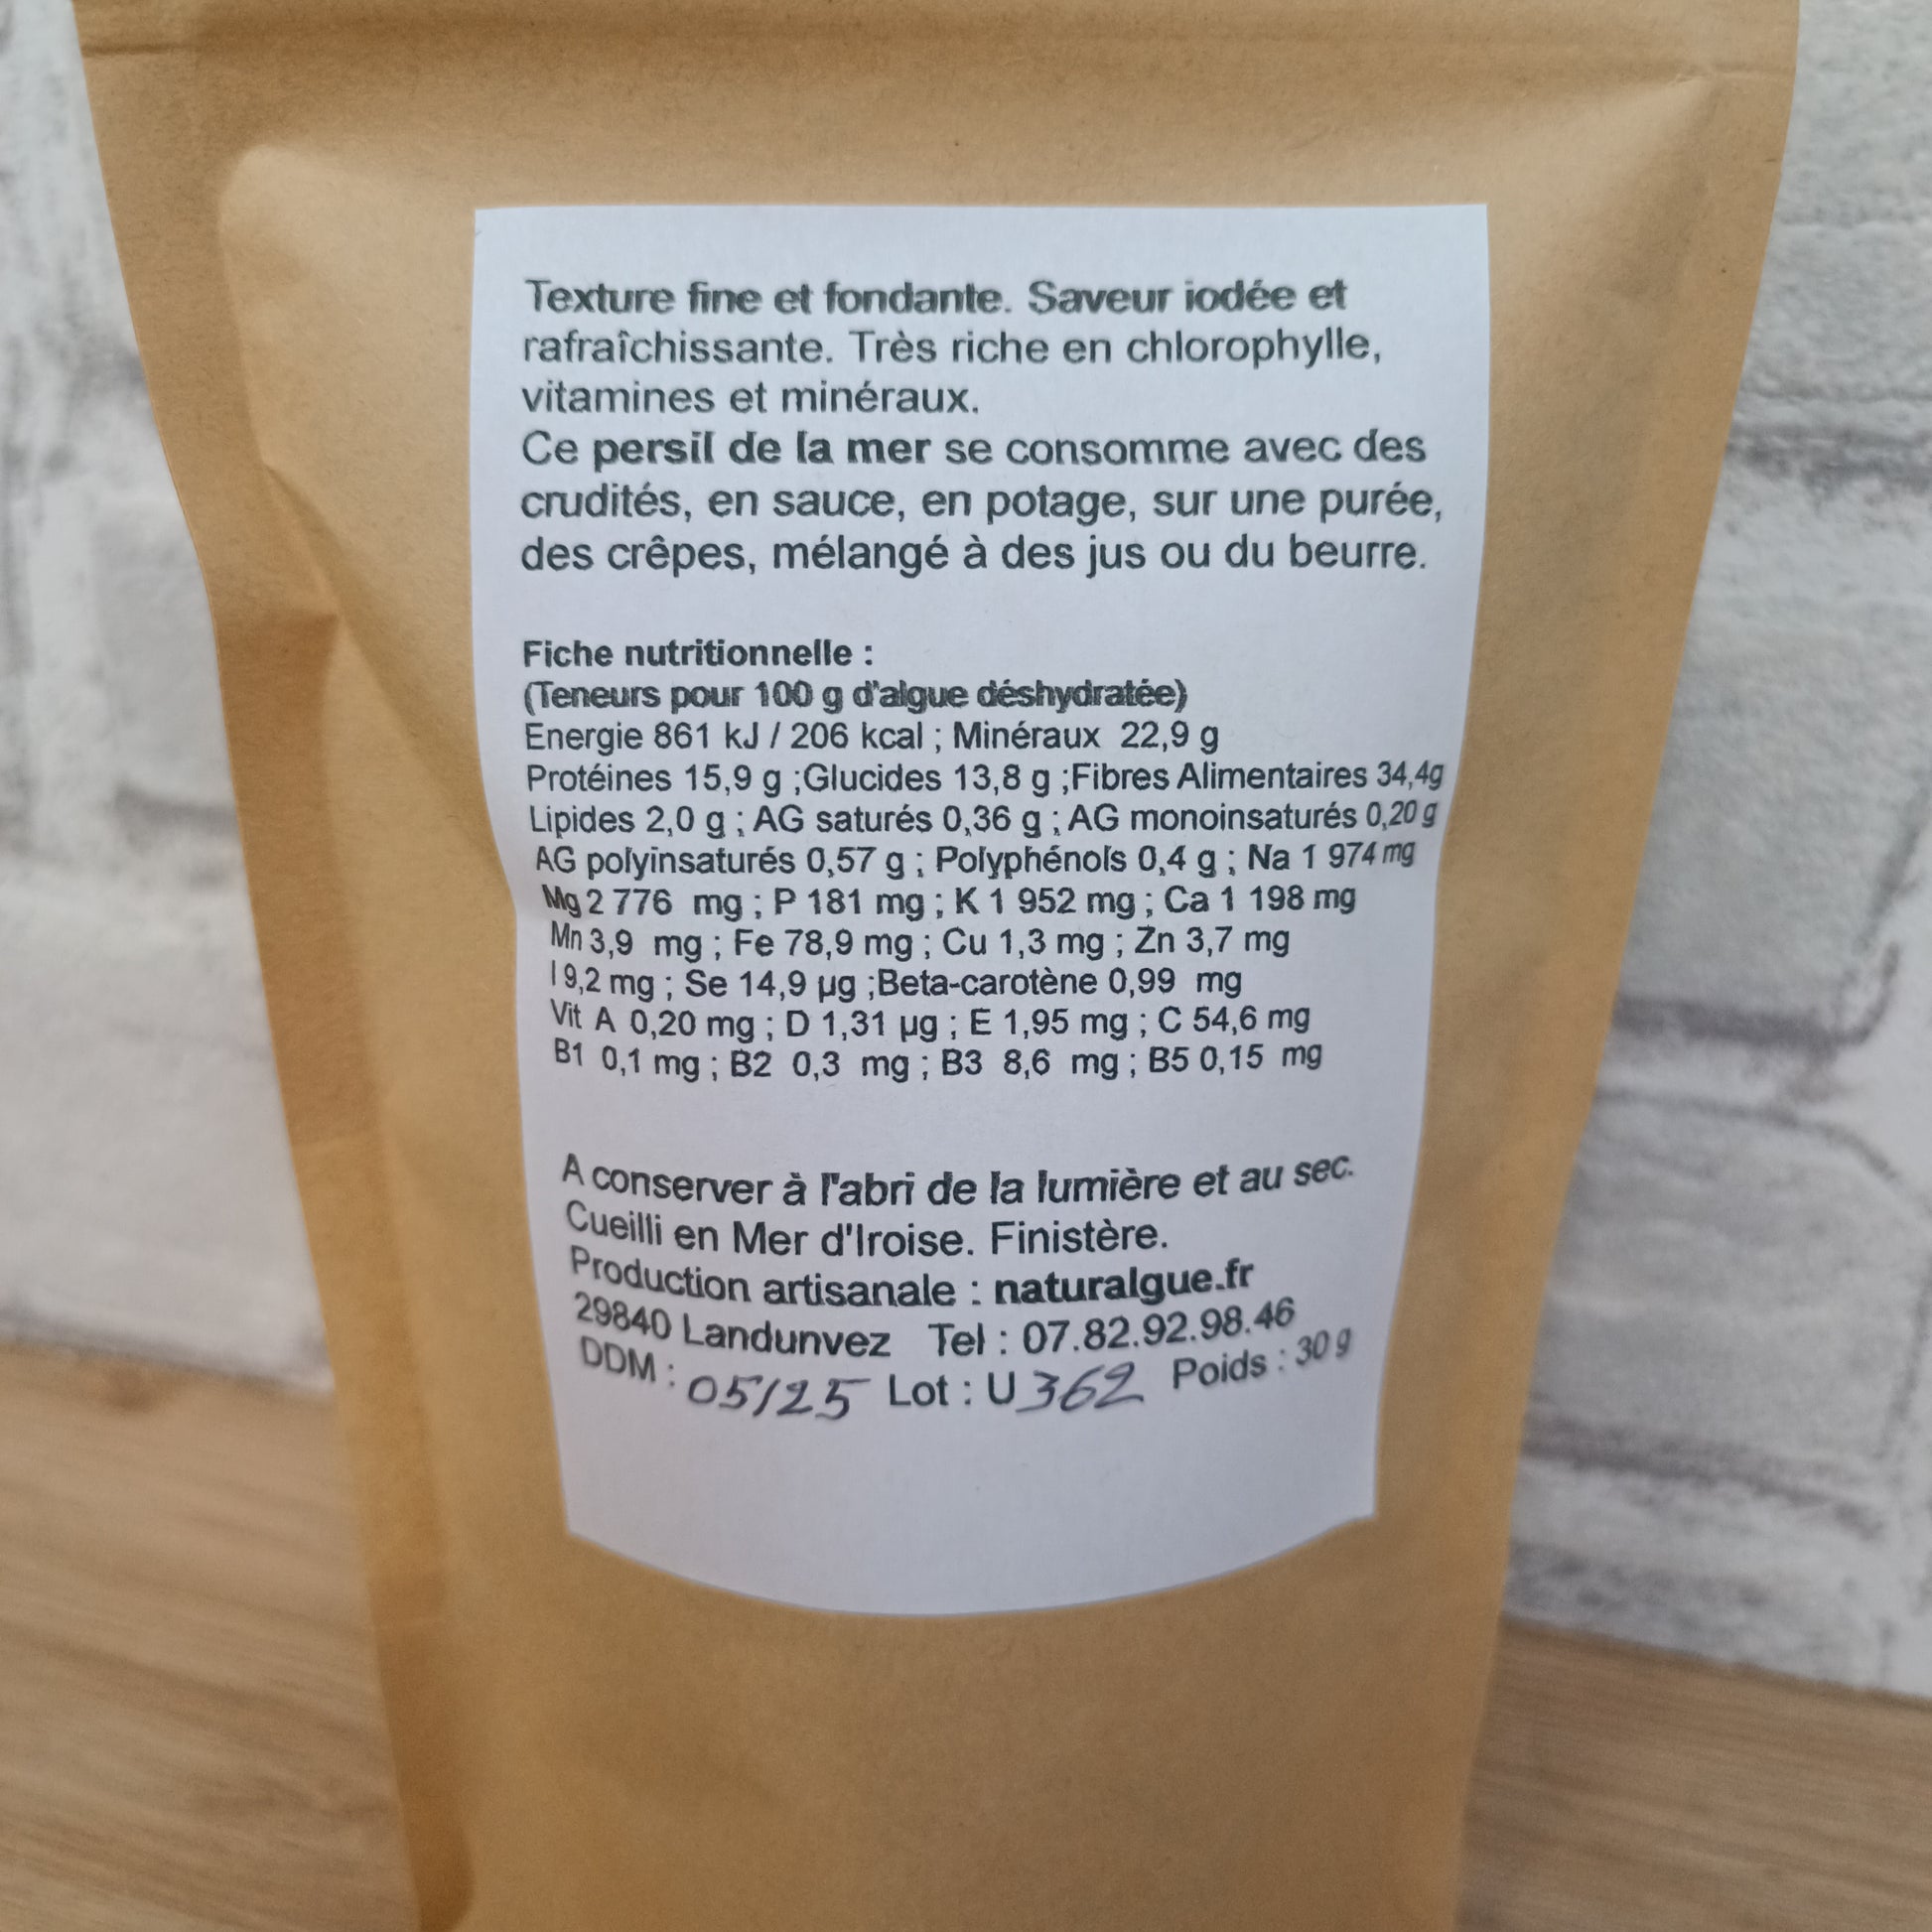 Texture fine et fondante. Saveur iodée et
rafraîchissante. Très riche en chlorophylle,
vitamines et minéraux.
Ce persil de la mer se consomme avec des
crudités, en sauce, en potage, sur une purée,
des crêpes, mélangé à des jus ou du beurre.
Fiche nutritionnelle :
(Teneurs pour 100 g d'algue déshydratée)
Energie 861 kJ / 206 kcal ; Minéraux 22,9 g
Protéines 15,9 g ;Glucides 13,8 g ;Fibres Alimentaires 34,4g
Lipides 2,0 g ; AG saturés 0,36 g ; AG monoinsaturés 0,20 g
AG polyinsaturés 0,57 g ; Polyphénols 0,4 g ; Na 1 974 mg
Mg 2 776 mg ; P 181 mg ; K 1 952 mg ; Ca 1 198 mg
Mn 3,9 mg ; Fe 78,9 mg ; Cu 1,3 mg ; Zn 3,7 mg
I 9,2 mg ; Se 14,9 µg ;Beta-carotène 0,99 mg
Vit A 0,20 mg ; D 1,31 µg ; E 1,95 mg ; C 54,6 mg
B1 0,1 mg ; B2 0,3 mg ; B3 8,6 mg ; B5 0,15 mg
A conserver à l'abri de la lumière et au sec.
Cueilli en Mer d'Iroise. Finistère.
Production artisanale : naturalgue.fr
29840 Landunvez Tel : 07.82.92.98.46
DDM : 05/25 Lot : U 362 Poids : 30 g